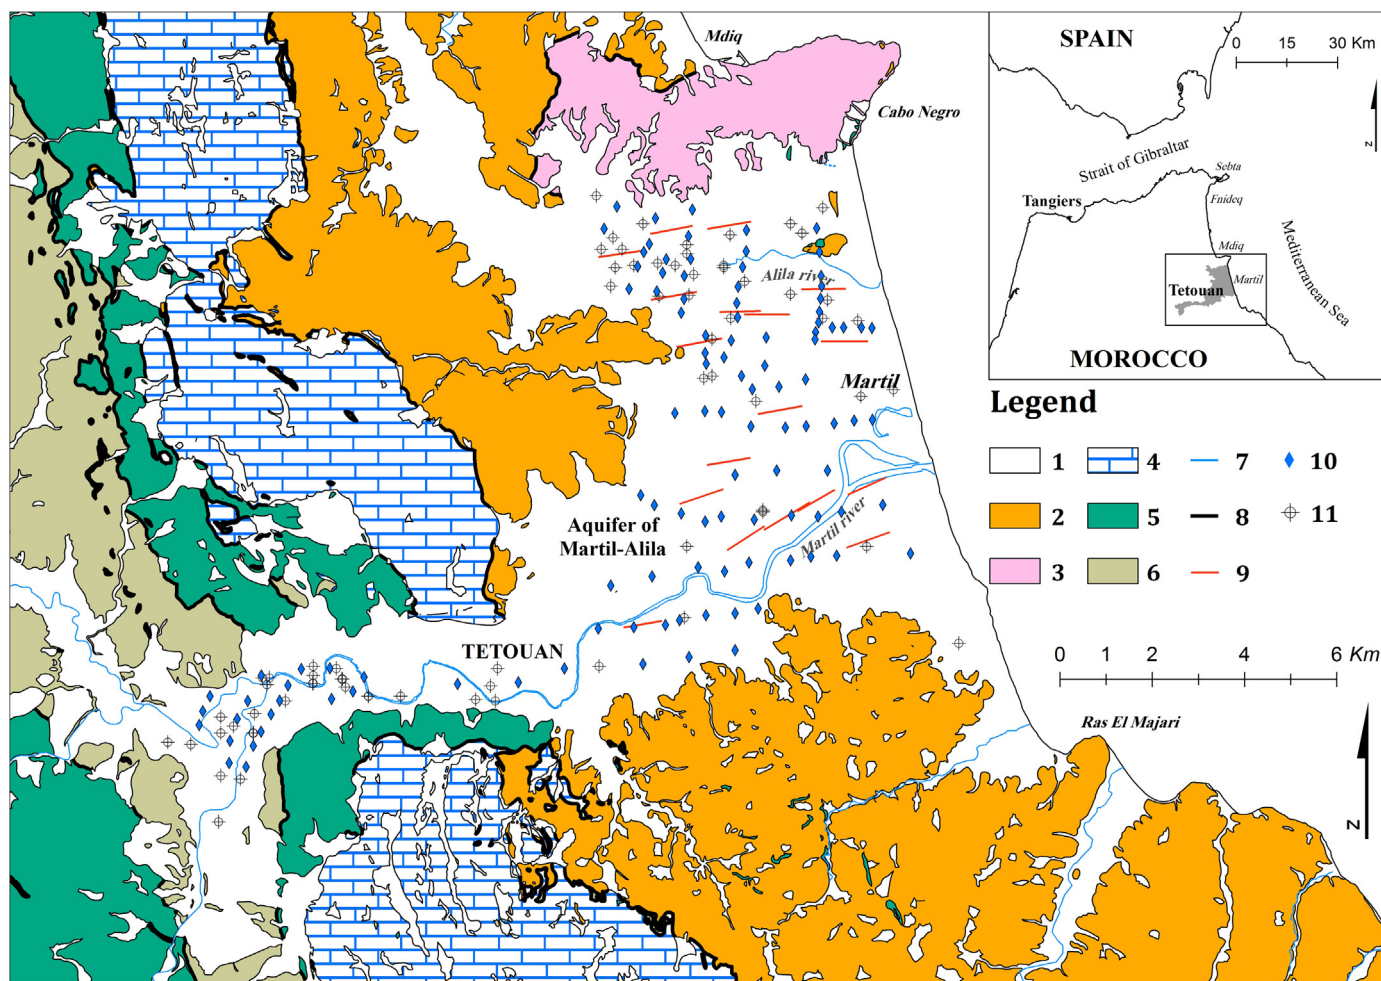 Mdiq
Cabo Negro
Alila river
Martil
Aquifer of
Martil-Alila
Martil river
TETOUAN
Ras El Majari
SPAIN
0 15 30 Km
z
Strait of Gibraltar
Sebta
Tangiers
Fnideq
Mdiq
Mediterranean Sea
Martil
Tetouan
MOROCCO
Legend
1 4 7 10
2 5 8 11
3 6 9
0 1 2 4 6 Km
z